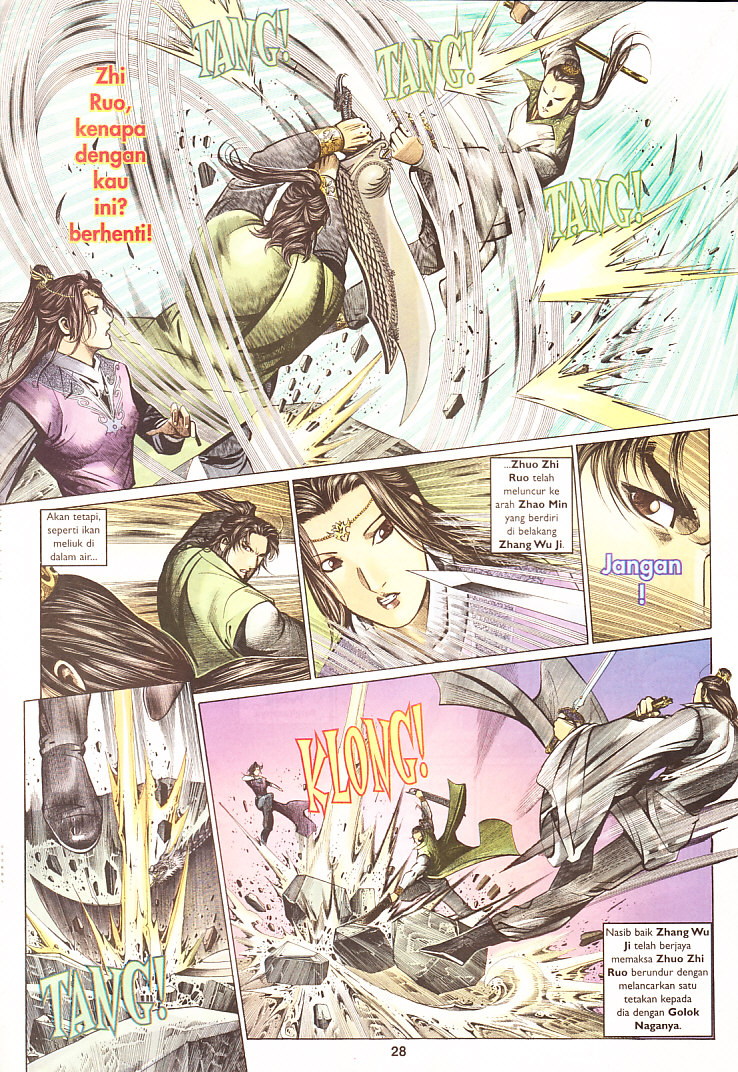 TANG!
TANG!
Zhi
Ruo,
kenapa
dengan
kau
ini?
berhenti!
TANG!
Akan tetapi,
seperti ikan
meliuk di
dalam air...
...Zhuo Zhi
Ruo telah
meluncur ke
arah Zhao Min
yang berdiri
di belakang
Zhang Wu Ji.
Jangan
!
TANG!
KLONG!
Nasib baik Zhang Wu
Ji telah berjaya
memaksa Zhuo Zhi
Ruo berundur dengan
melancarkan satu
tetakan kepada
dia dengan Golok
Naganya.
28